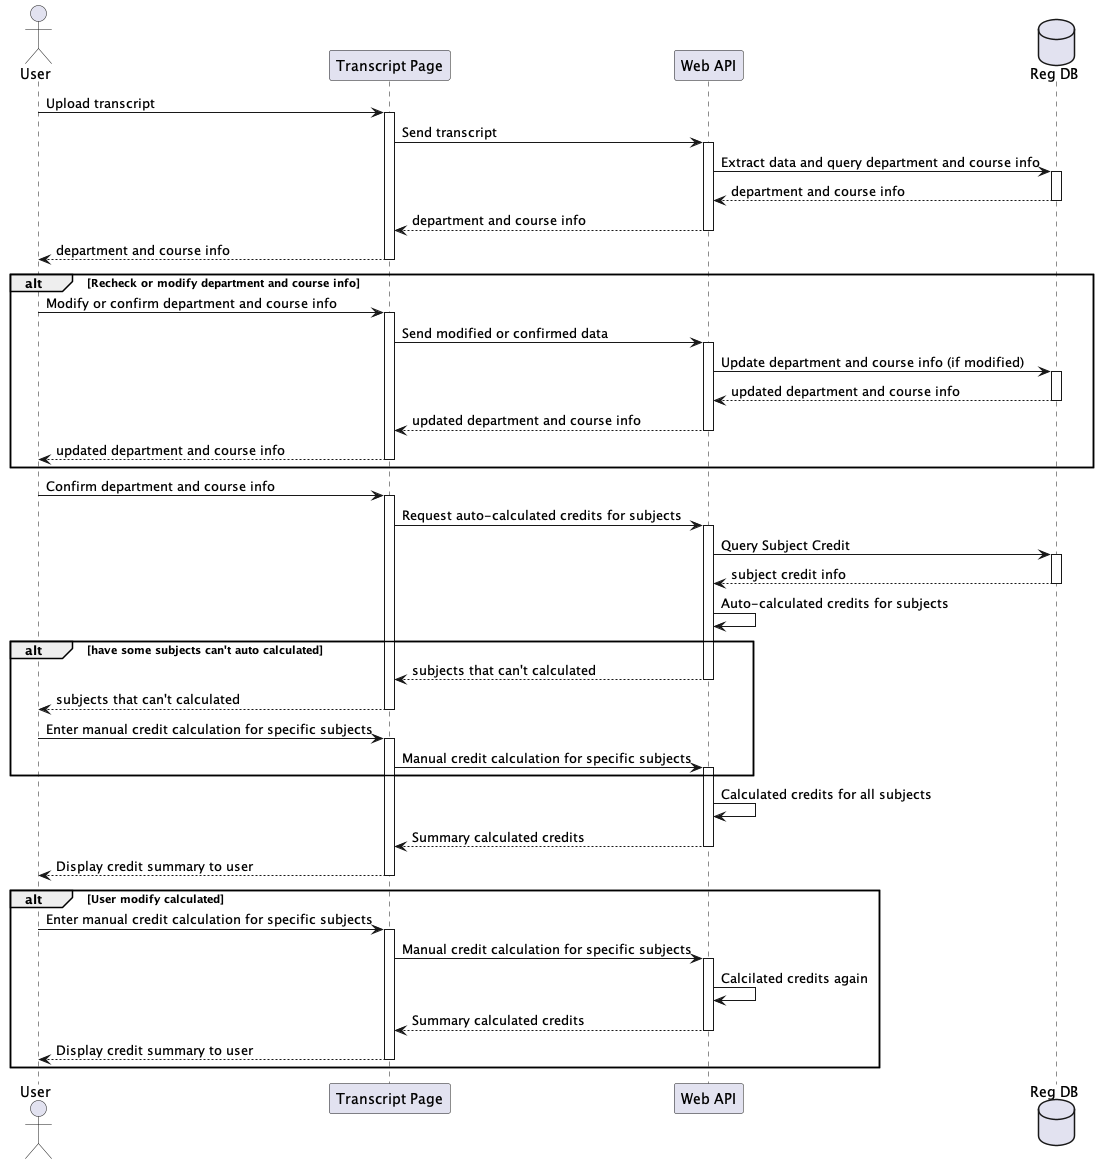 User
Transcript Page
Web API
Reg DB
Upload transcript
Send transcript
Extract data and query department and course info
department and course info
department and course info
department and course info
alt [Recheck or modify department and course info]
Modify or confirm department and course info
Send modified or confirmed data
Update department and course info (if modified)
updated department and course info
updated department and course info
updated department and course info
Confirm department and course info
Request auto-calculated credits for subjects
Query Subject Credit
subject credit info
Auto-calculated credits for subjects
alt [have some subjects can't auto calculated]
subjects that can't calculated
subjects that can't calculated
Enter manual credit calculation for specific subjects
Manual credit calculation for specific subjects
Calculated credits for all subjects
Summary calculated credits
Display credit summary to user
alt [User modify calculated]
Enter manual credit calculation for specific subjects
Manual credit calculation for specific subjects
Calcilated credits again
Summary calculated credits
Display credit summary to user
User
Transcript Page
Web API
Reg DB